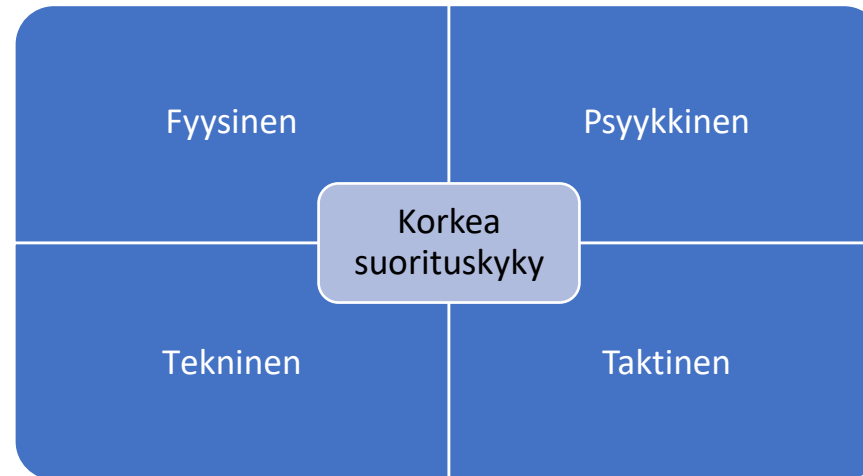 Fyysinen
Psyykkinen
Korkea
suorituskyky
Tekninen
Taktinen